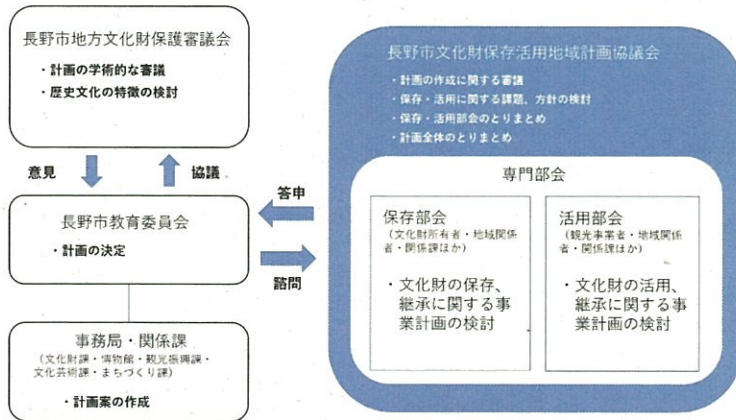 長野市地方文化財保護審議会
・計画の学術的な審議
・歴史文化の特徴の検討
意見
協議
長野市教育委員会
・計画の決定
事務局・関係課
(文化財課・博物館・観光振興課・
文化芸術課・まちづくり課)
・計画案の作成
答申
諮問
長野市文化財保存活用地域計画協議会
・計画の作成に関する審議
・保存・活用に関する課題、方針の検討
・保存・活用部会のとりまとめ
・計画全体のとりまとめ
専門部会
保存部会
(文化財所有者・地域関係
者・関係課ほか)
・文化財の保存、
継承に関する事
業計画の検討
活用部会
(観光事業者・地域関係
者・関係課ほか)
・文化財の活用、
継承に関する事
業計画の検討